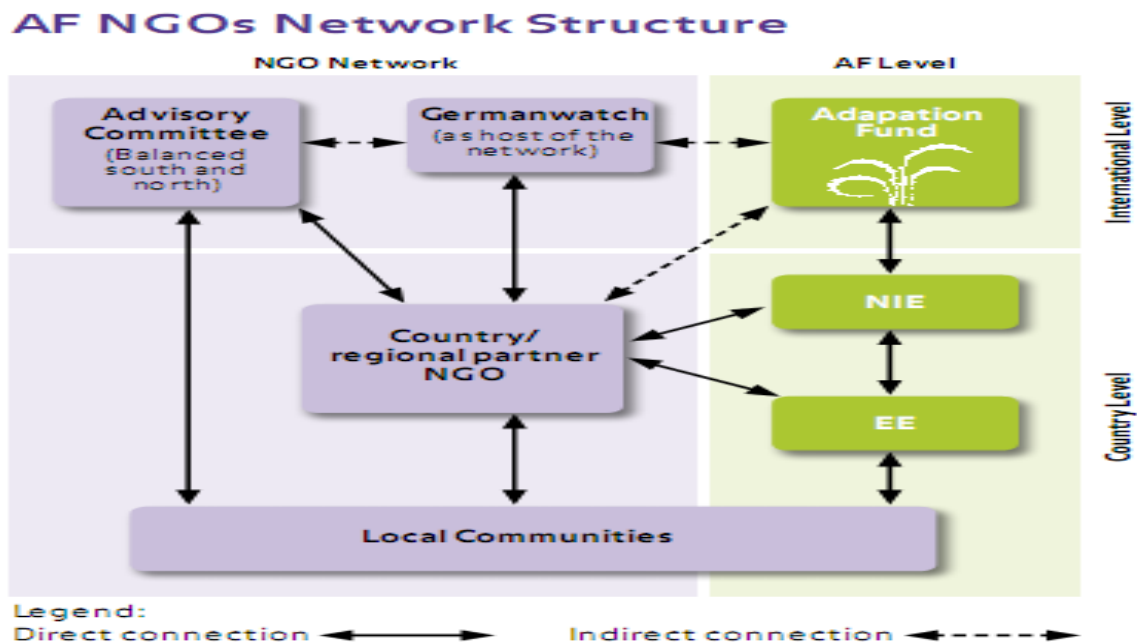 AF NGOs Network Structure
NGO Network
AF Level
Advisory
Committee
(Balanced
south and
north)
Germanwatch
(as host of the
network)
Adapation
Fund
International Level
Country/
regional partner
NGO
NIE
EE
Country Level
Local Communities
Legend:
Direct connection
Indirect connection